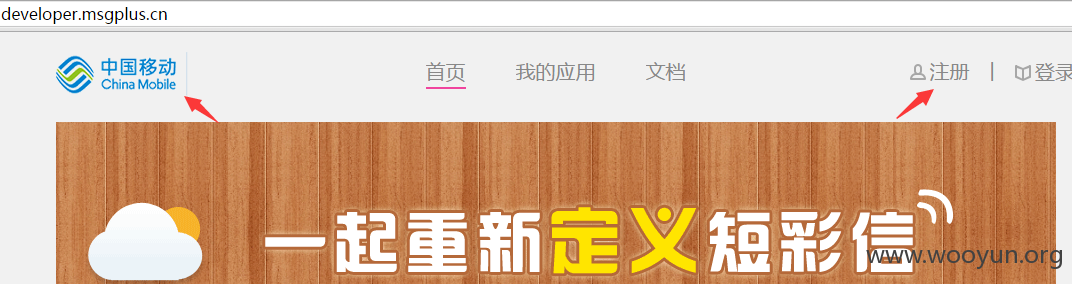 developer.msgplus.cn
中国移动
China Mobile
首页 我的应用 文档 注册 | 登录
一起重新定义短彩信
www.wooyun.org